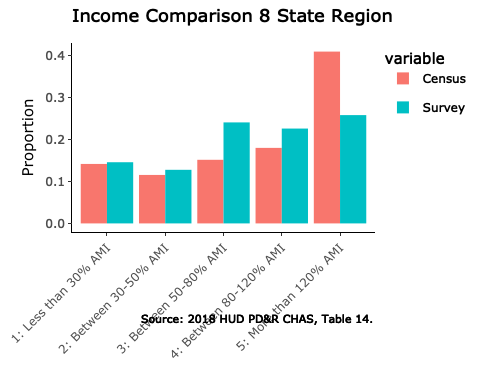 Income Comparison 8 State Region
variable
Census
Survey
Proportion
0.4
0.3
0.2
0.1
0.0
1: Less than 30% AMI
2: Between 30-50% AMI
3: Between 50-80% AMI
4: Between 80-120% AMI
5: More than 120% AMI
Source: 2018 HUD PD&R CHAS, Table 14.